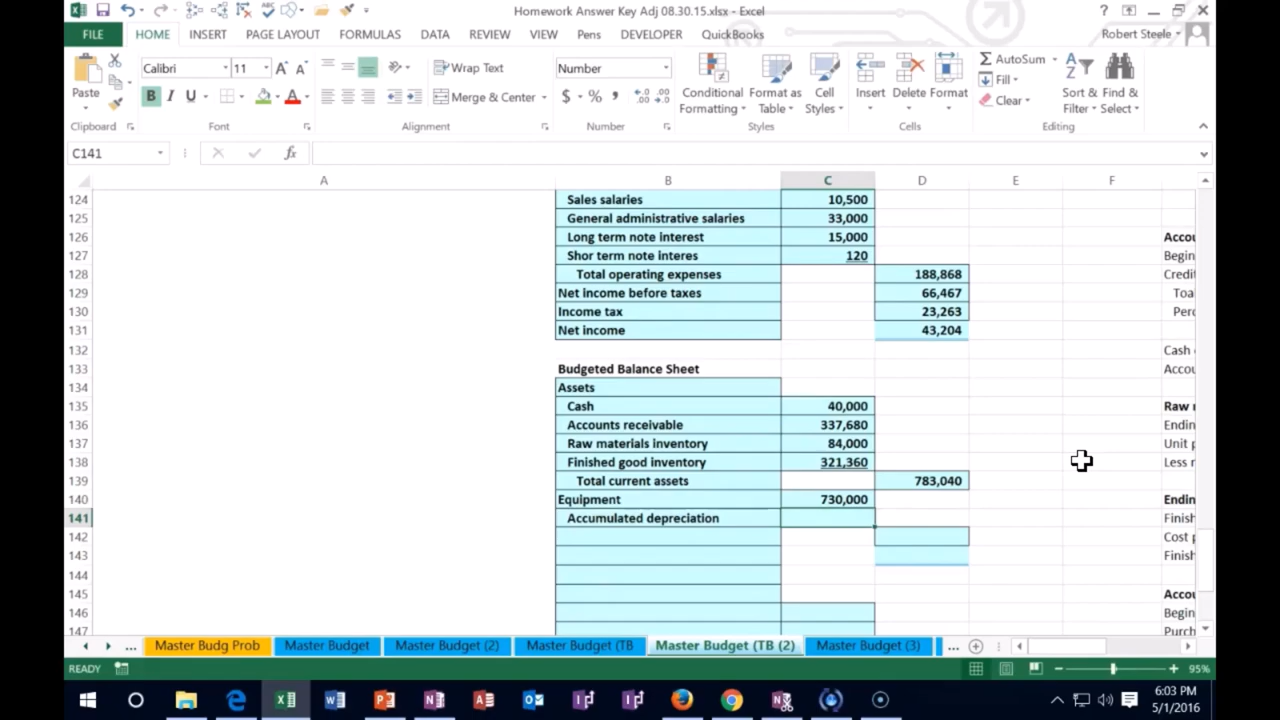 Homework Answer Key Adj 08.30.15.xlsx - Excel
FILE HOME INSERT PAGE LAYOUT FORMULAS DATA REVIEW VIEW Pens DEVELOPER QuickBooks Robert Steele
Paste Calibri 11 Wrap Text Number AutoSum
B I U Merge & Center $ % , Conditional Formatting Format as Table Cell Styles Insert Delete Format Fill Clear Sort & Filter Find & Select
Clipboard Font Alignment Number Styles Cells Editing
C141 fx
A B C D E F
124 Sales salaries 10,500
125 General administrative salaries 33,000
126 Long term note interest 15,000 Accou
127 Shor term note interes 120 Begin
128 Total operating expenses 188,868 Credi
129 Net income before taxes 66,467 Toa
130 Income tax 23,263 Perc
131 Net income 43,204
132 Cash
133 Budgeted Balance Sheet Accou
134 Assets
135 Cash 40,000 Raw
136 Accounts receivable 337,680 Endin
137 Raw materials inventory 84,000 Unit p
138 Finished good inventory 321,360 Less
139 Total current assets 783,040
140 Equipment 730,000 Endin
141 Accumulated depreciation Finish
142 Cost p
143 Finish
144
145 Accou
146 Begin
147 Purch
... Master Budg Prob Master Budget Master Budget (2) Master Budget (TB Master Budget (TB (2) Master Budget (3) ...
READY 95%
6:03 PM
5/1/2016